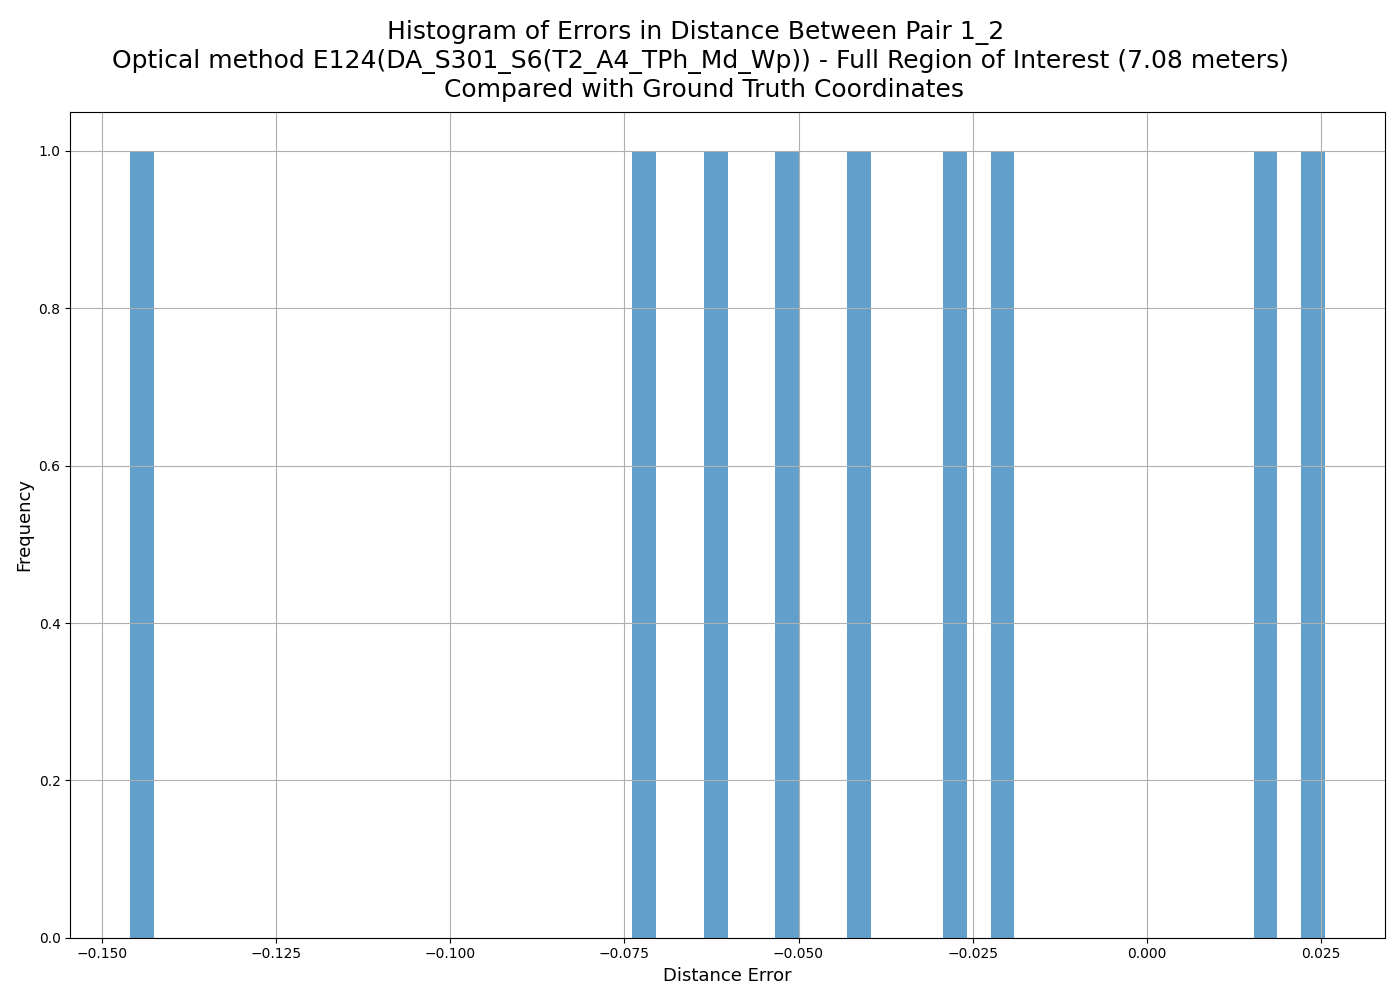 Histogram of Errors in Distance Between Pair 1_2
Optical method E124(DA_S301_S6(T2_A4_TPh_Md_Wp)) - Full Region of Interest (7.08 meters)
Compared with Ground Truth Coordinates
1.0
0.8
0.6
0.4
0.2
0.0
Frequency
−0.150 −0.125 −0.100 −0.075 −0.050 −0.025 0.000 0.025
Distance Error